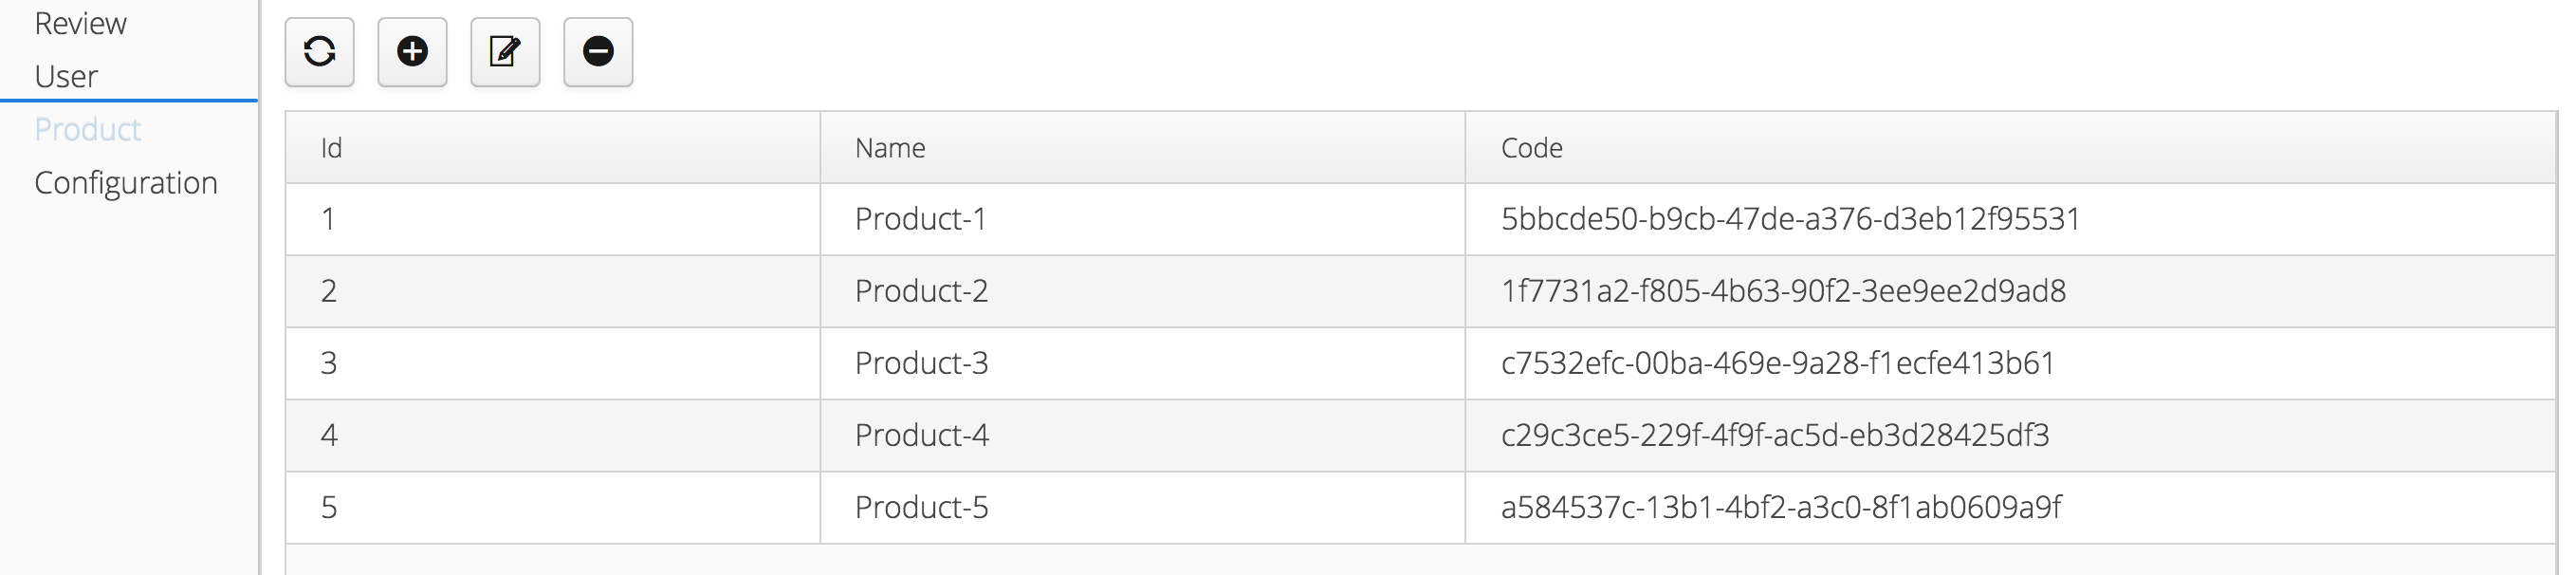 Review
User
Product
Configuration
Id Name Code
1 Product-1 5bbcde50-b9cb-47de-a376-d3eb12f95531
2 Product-2 1f7731a2-f805-4b63-90f2-3ee9ee2d9ad8
3 Product-3 c7532efc-00ba-469e-9a28-f1ecfe413b61
4 Product-4 c29c3ce5-229f-4f9f-ac5d-eb3d28425df3
5 Product-5 a584537c-13b1-4bf2-a3c0-8f1ab0609a9f